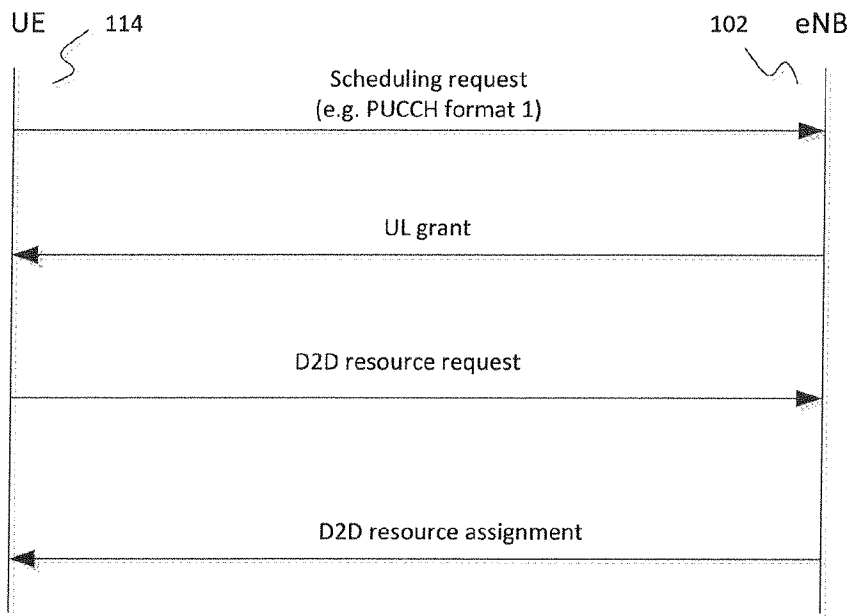 UE 114 102 eNB
Scheduling request
(e.g. PUCCH format 1)
UL grant
D2D resource request
D2D resource assignment